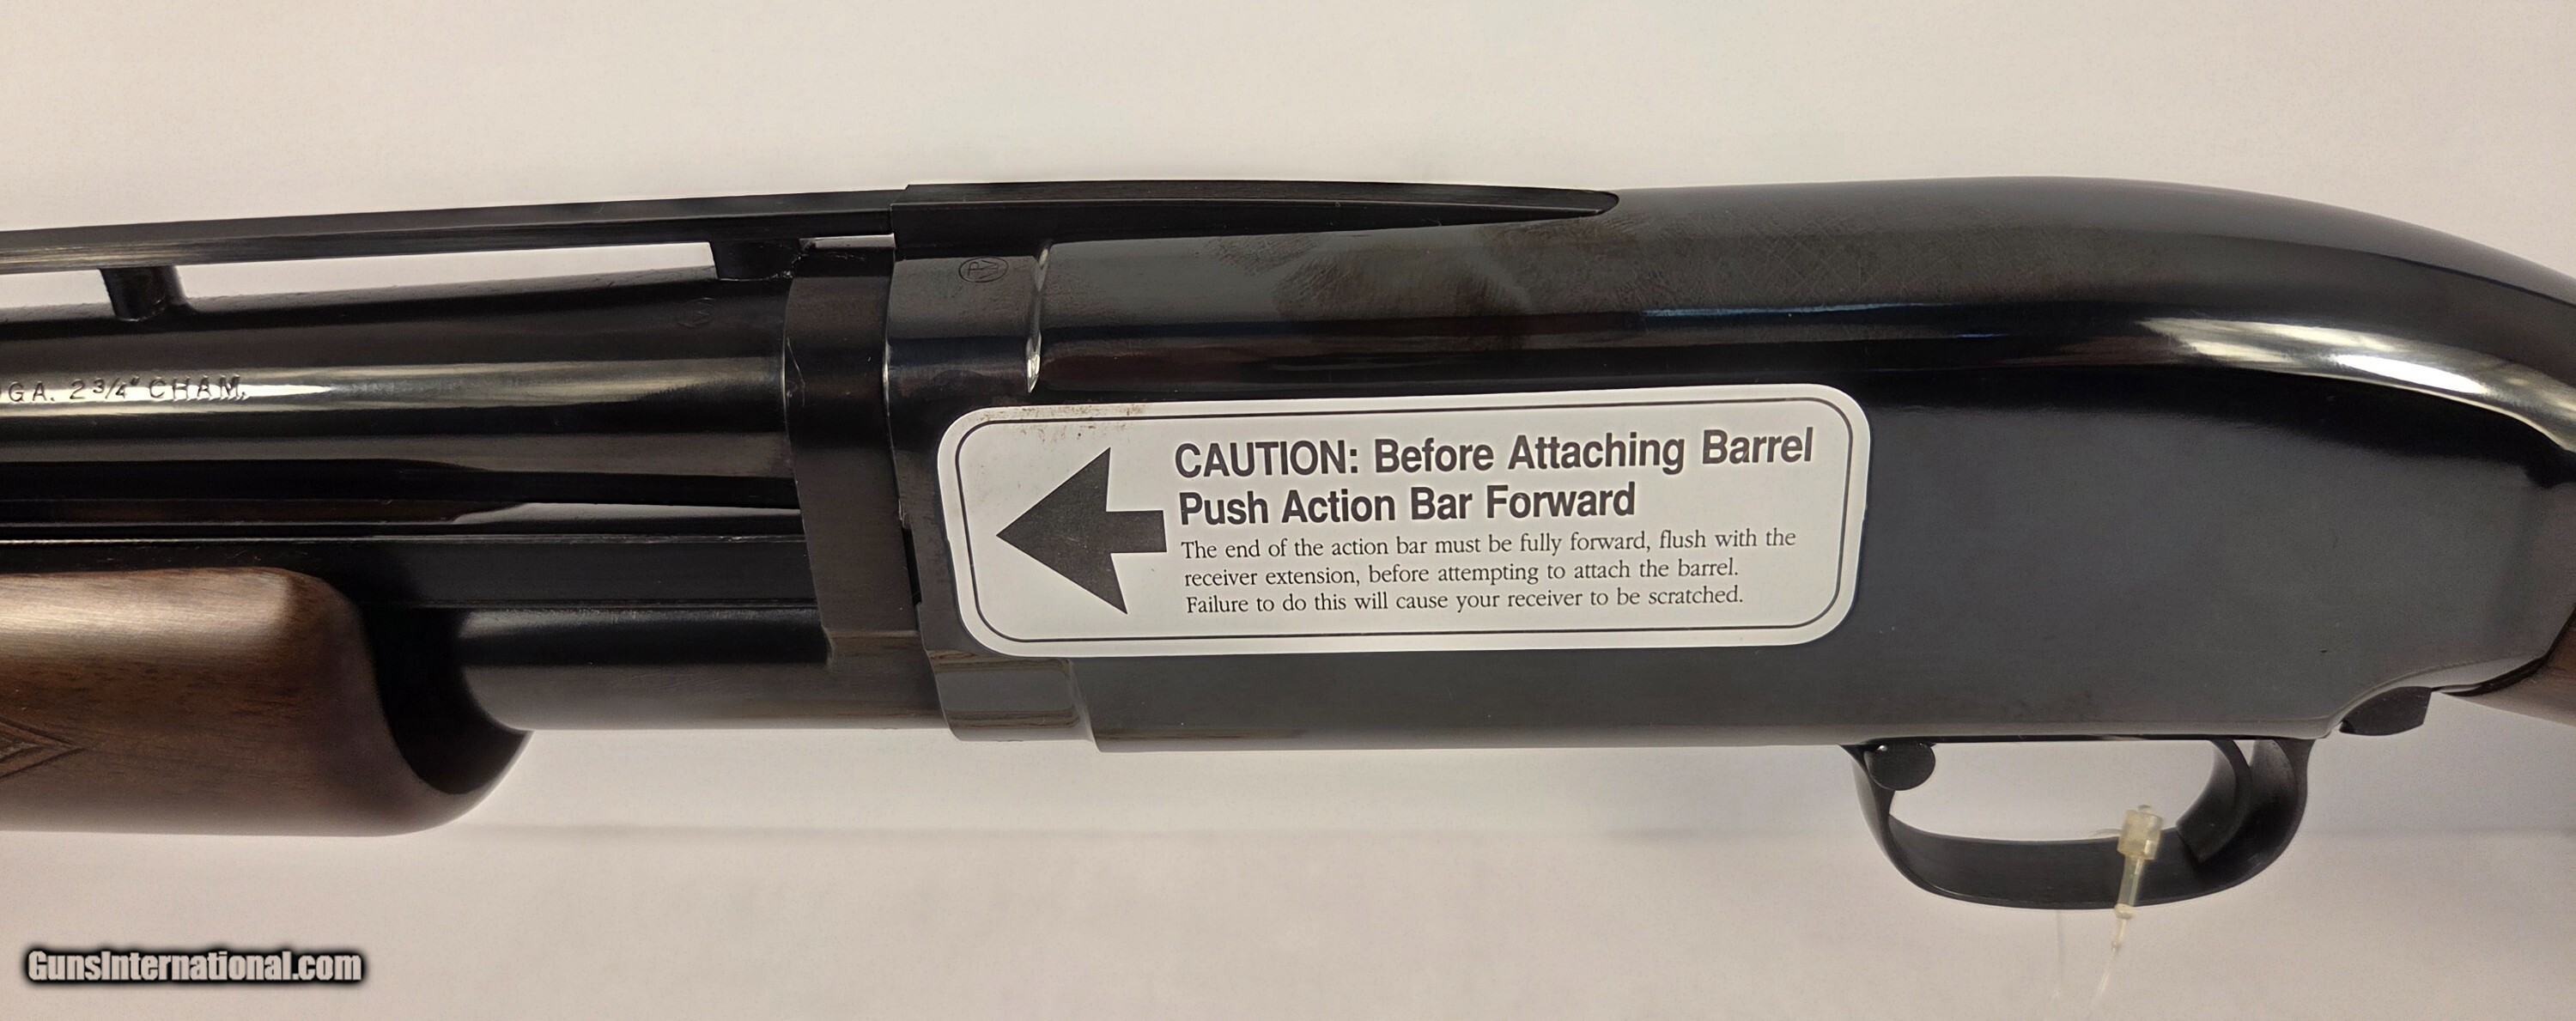 GA. 2 3/4" CHAM.
CAUTION: Before Attaching Barrel
Push Action Bar Forward
The end of the action bar must be fully forward, flush with the
receiver extension, before attempting to attach the barrel.
Failure to do this will cause your receiver to be scratched.
GunsInternational.com